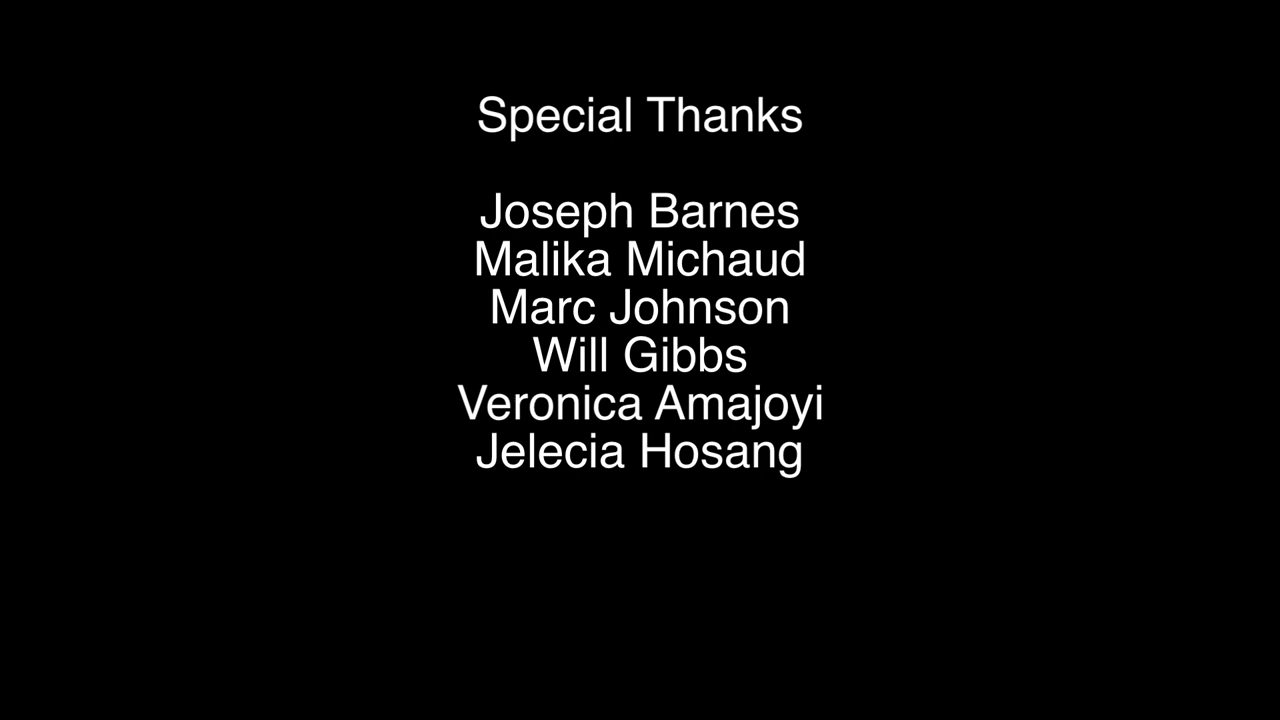 Special Thanks
Joseph Barnes
Malika Michaud
Marc Johnson
Will Gibbs
Veronica Amajoyi
Jelecia Hosang